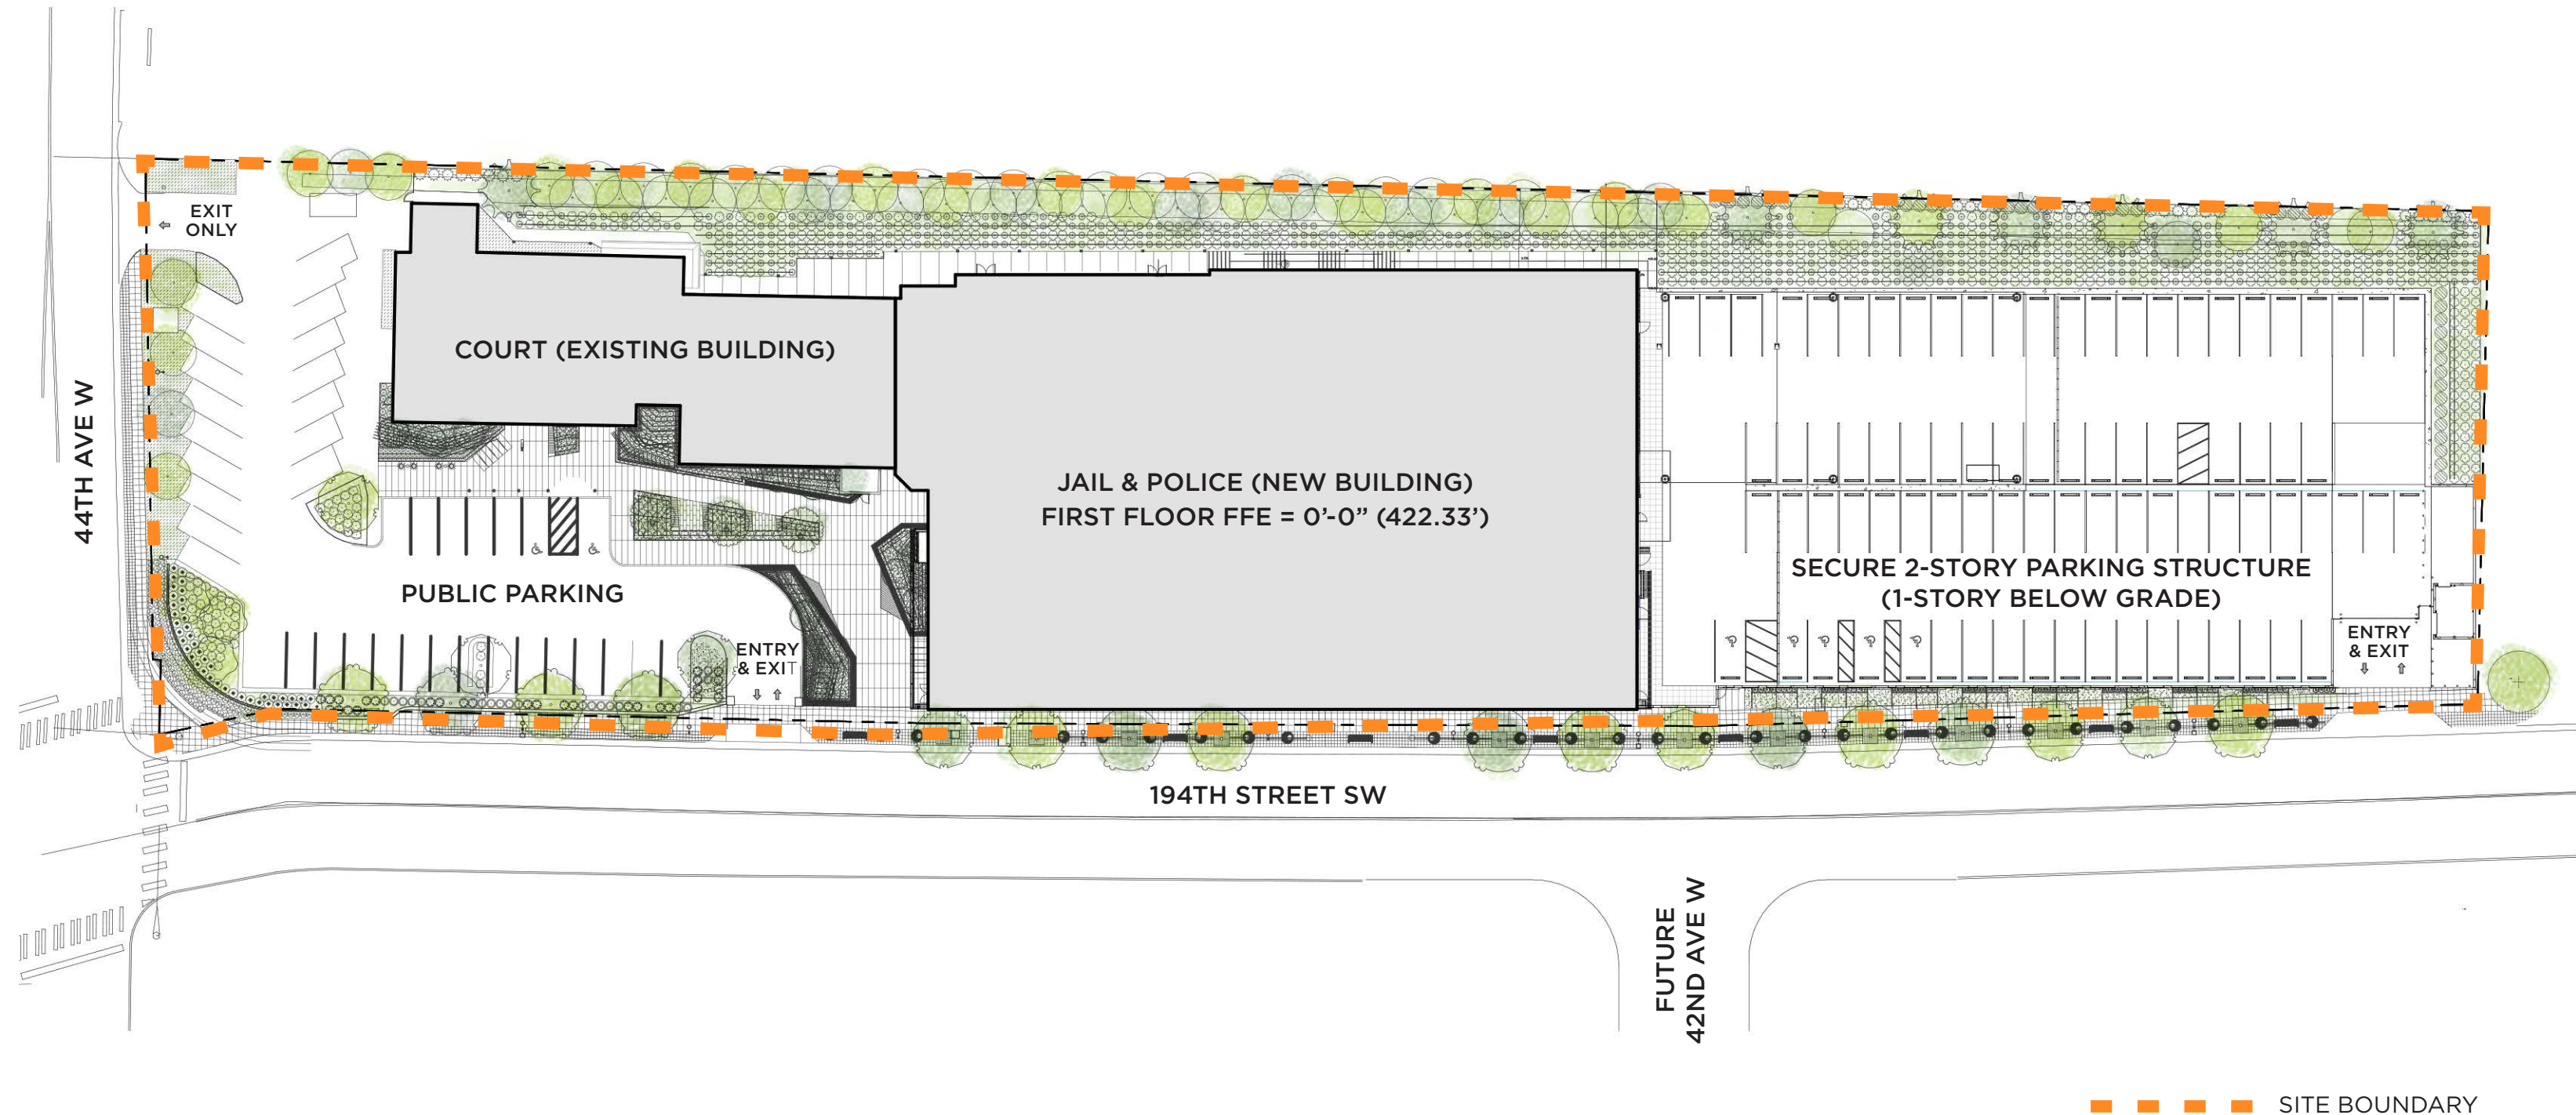 EXIT
ONLY
COURT (EXISTING BUILDING)
44TH AVE W
JAIL & POLICE (NEW BUILDING)
FIRST FLOOR FFE = 0'-0" (422.33')
PUBLIC PARKING
SECURE 2-STORY PARKING STRUCTURE
(1-STORY BELOW GRADE)
ENTRY
& EXIT
ENTRY
& EXIT
194TH STREET SW
FUTURE
42ND AVE W
SITE BOUNDARY